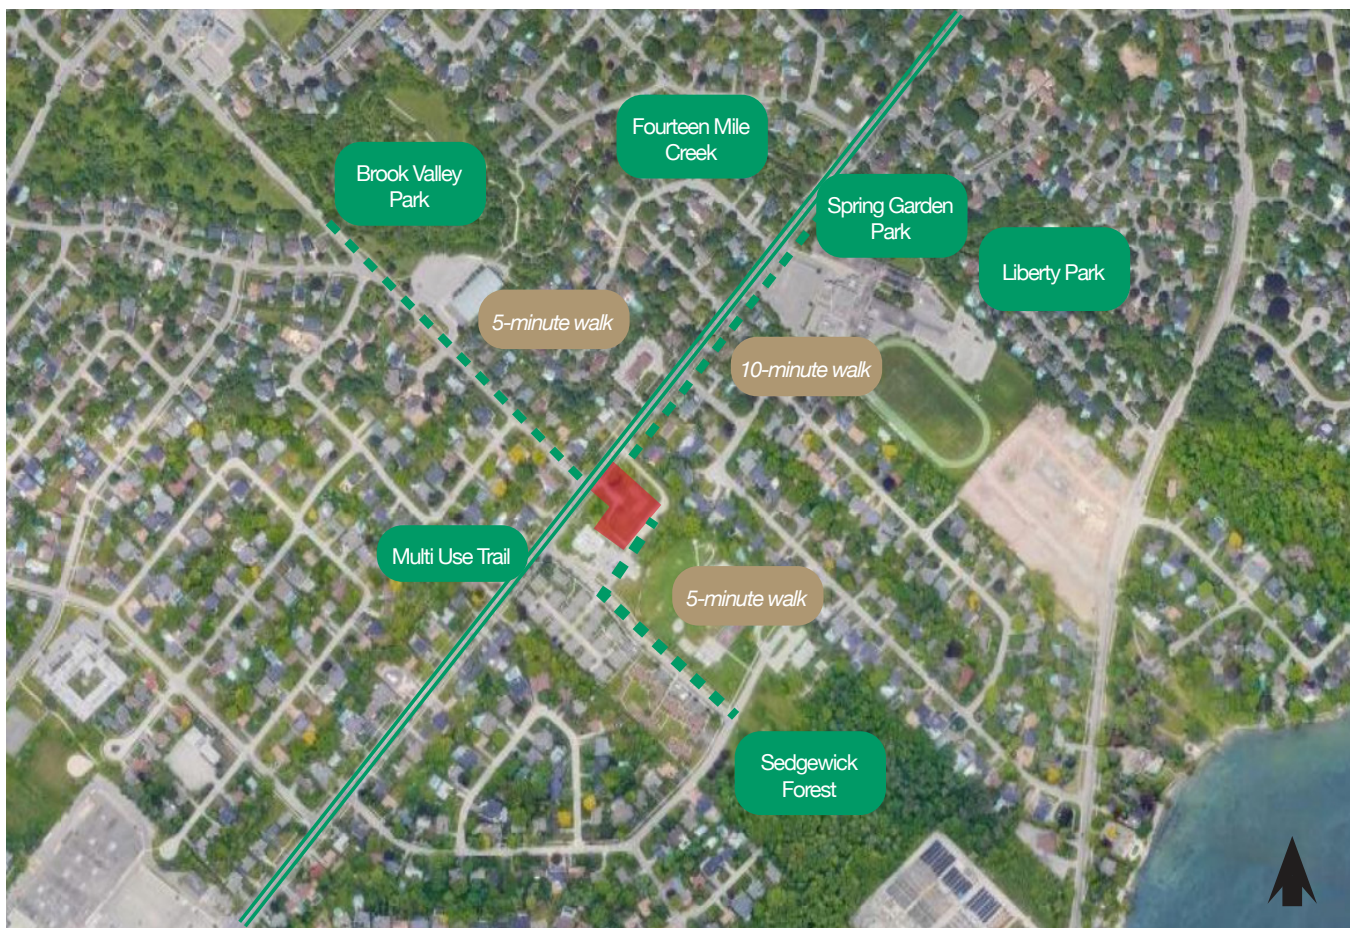 Fourteen Mile
Creek
Brook Valley
Park
Spring Garden
Park
Liberty Park
5-minute walk
10-minute walk
Multi Use Trail
5-minute walk
Sedgewick
Forest